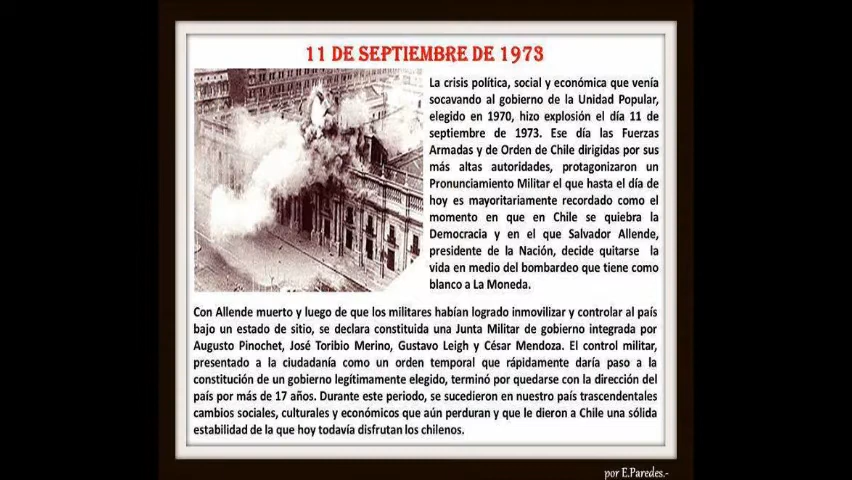 11 DE SEPTIEMBRE DE 1973
La crisis política, social y económica que venía
socavando al gobierno de la Unidad Popular,
elegido en 1970, hizo explosión el día 11 de
septiembre de 1973. Ese día las Fuerzas
Armadas y de Orden de Chile dirigidas por sus
más altas autoridades, protagonizaron un
Pronunciamiento Militar el que hasta el día de
hoy es mayoritariamente recordado como el
momento en que en Chile se quiebra la
Democracia y en el que Salvador Allende,
presidente de la Nación, decide quitarse la
vida en medio del bombardeo que tiene como
blanco a La Moneda.
Con Allende muerto y luego de que los militares habían logrado inmovilizar y controlar al país
bajo un estado de sitio, se declara constituida una Junta Militar de gobierno integrada por
Augusto Pinochet, José Toribio Merino, Gustavo Leigh y César Mendoza. El control militar,
presentado a la ciudadanía como un orden temporal que rápidamente daría paso a la
constitución de un gobierno legítimamente elegido, terminó por quedarse con la dirección del
país por más de 17 años. Durante este periodo, se sucedieron en nuestro país trascendentales
cambios sociales, culturales y económicos que aún perduran y que le dieron a Chile una sólida
estabilidad de la que hoy todavía disfrutan los chilenos.
por E.Paredes.-